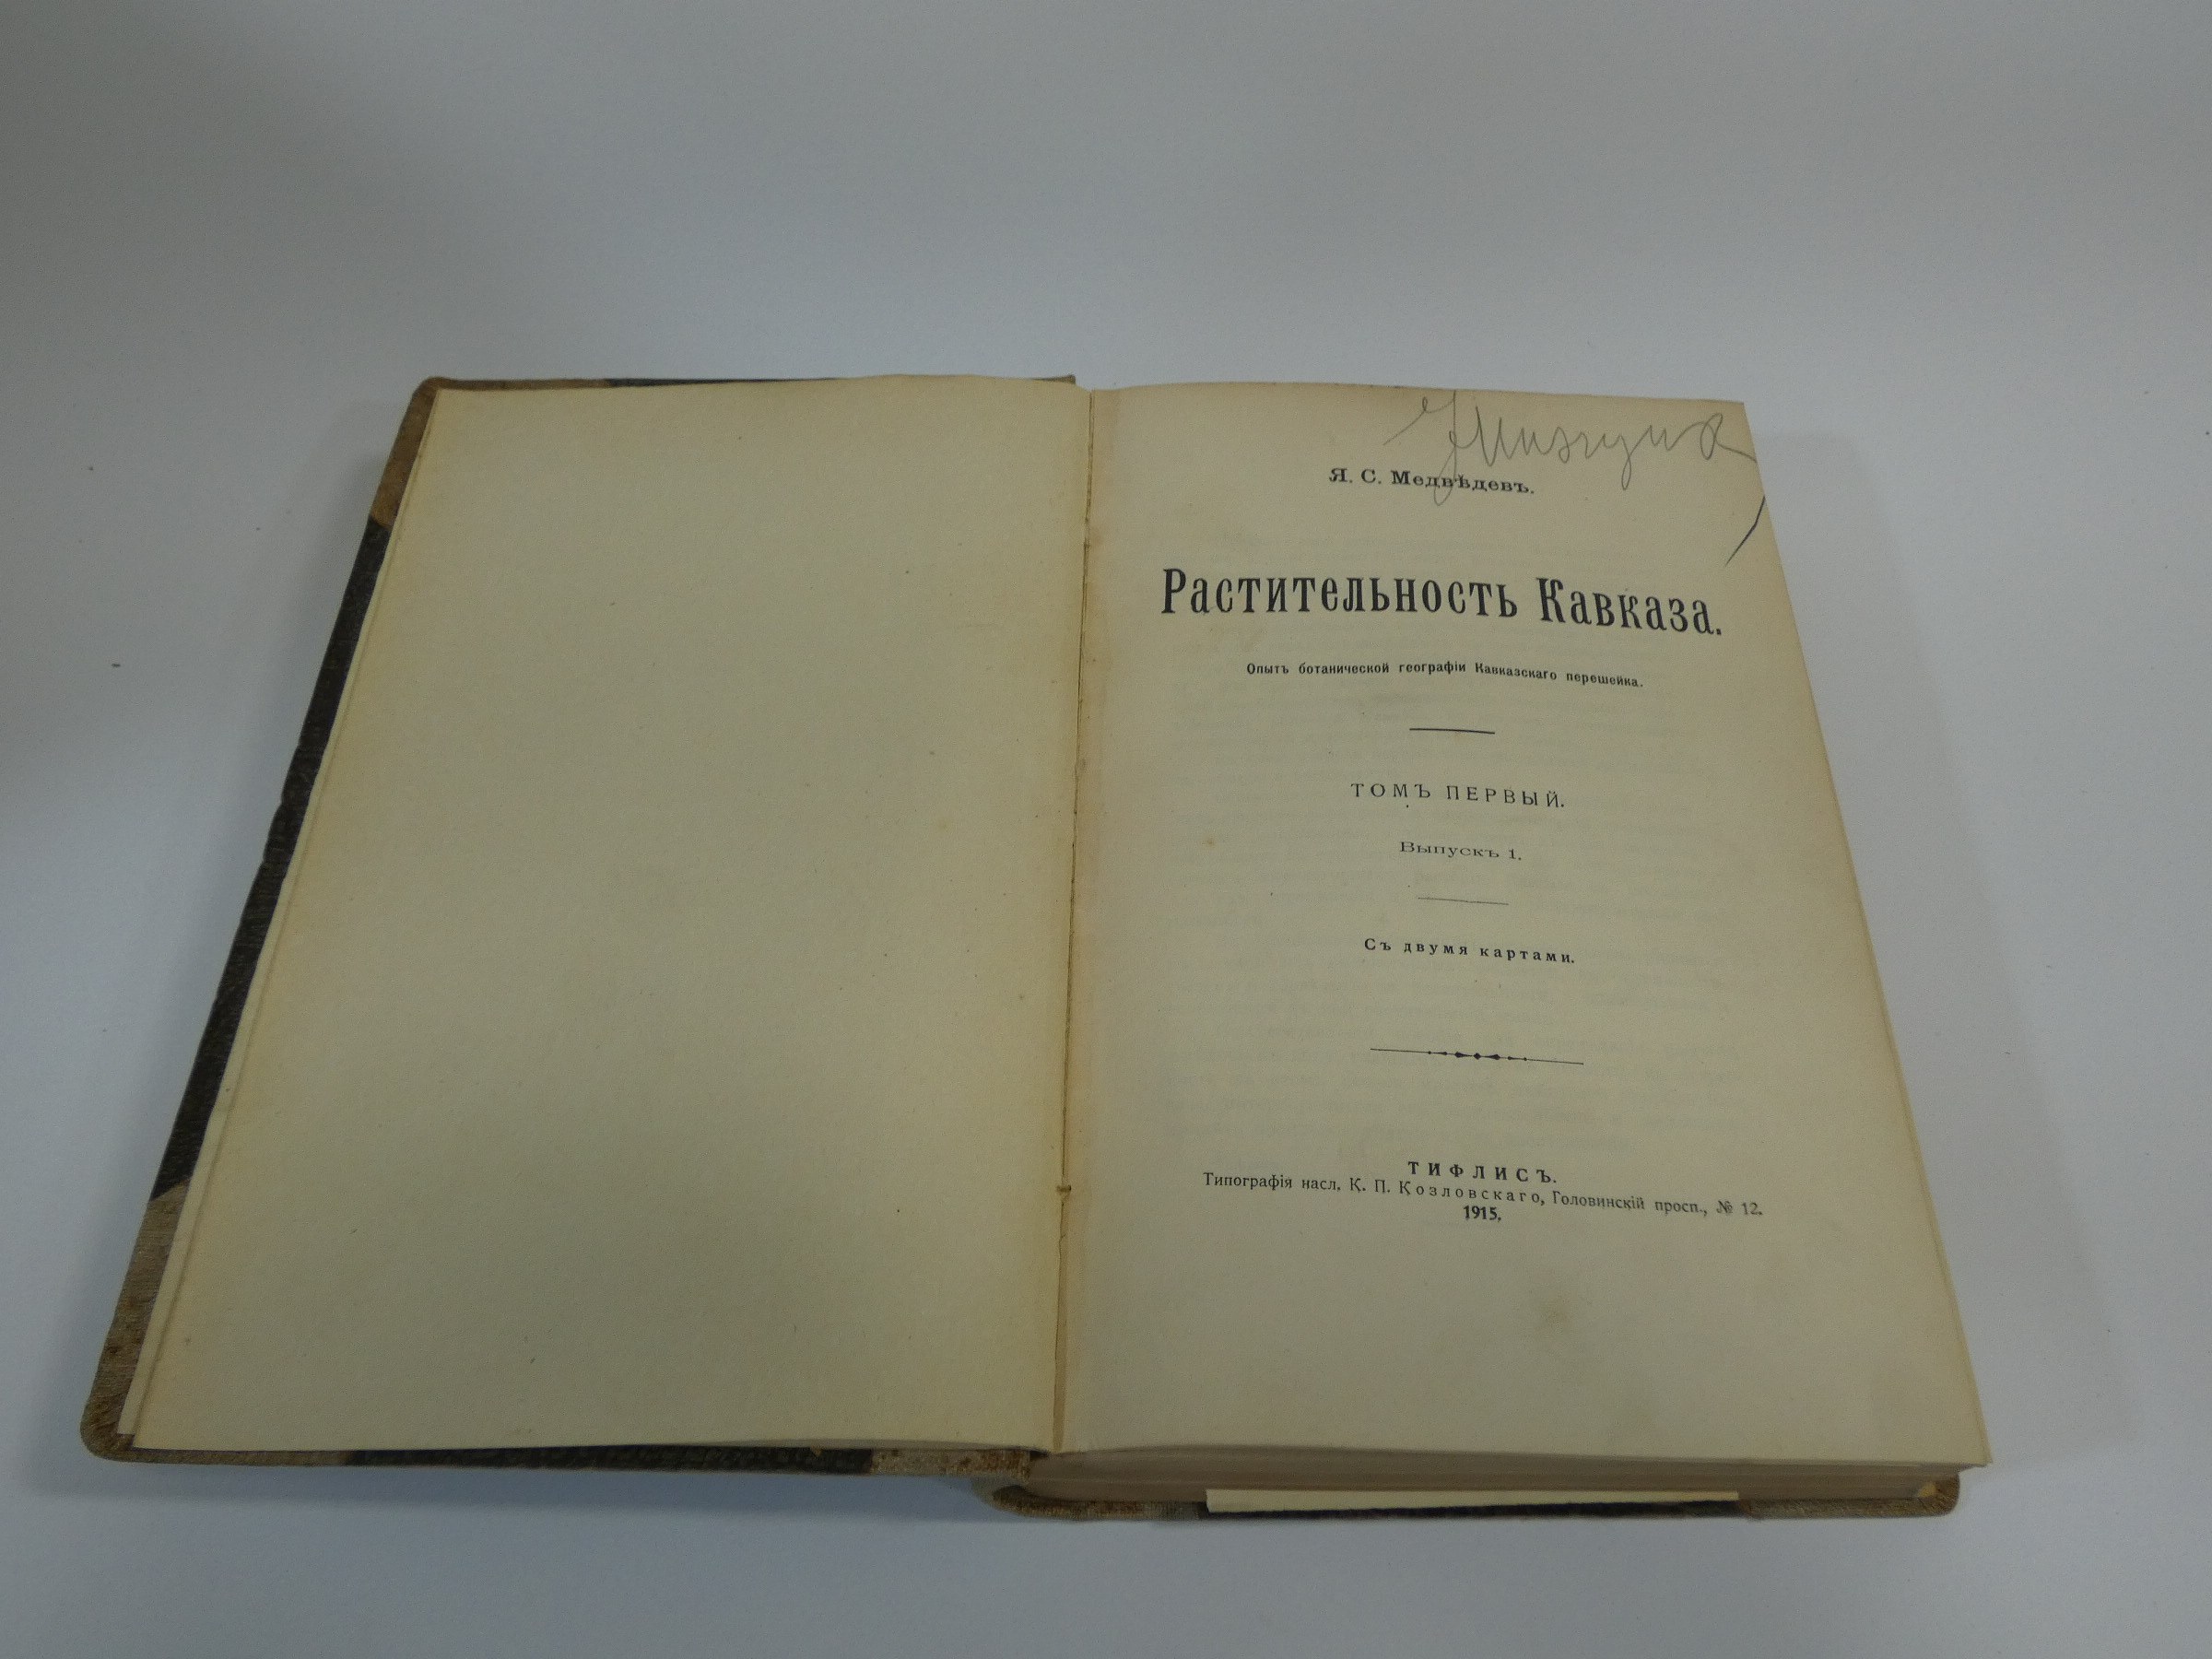 Я. С. Медвѣдевъ.
Растительность Кавказа.
Опытъ ботанической географіи Кавказскаго перешейка.
ТОМЪ ПЕРВЫЙ.
Выпускъ 1.
Съ двумя картами.
ТИФЛИСЪ.
Типографія насл. К. П. Козловскаго, Головинскій просп., № 12.
1915.